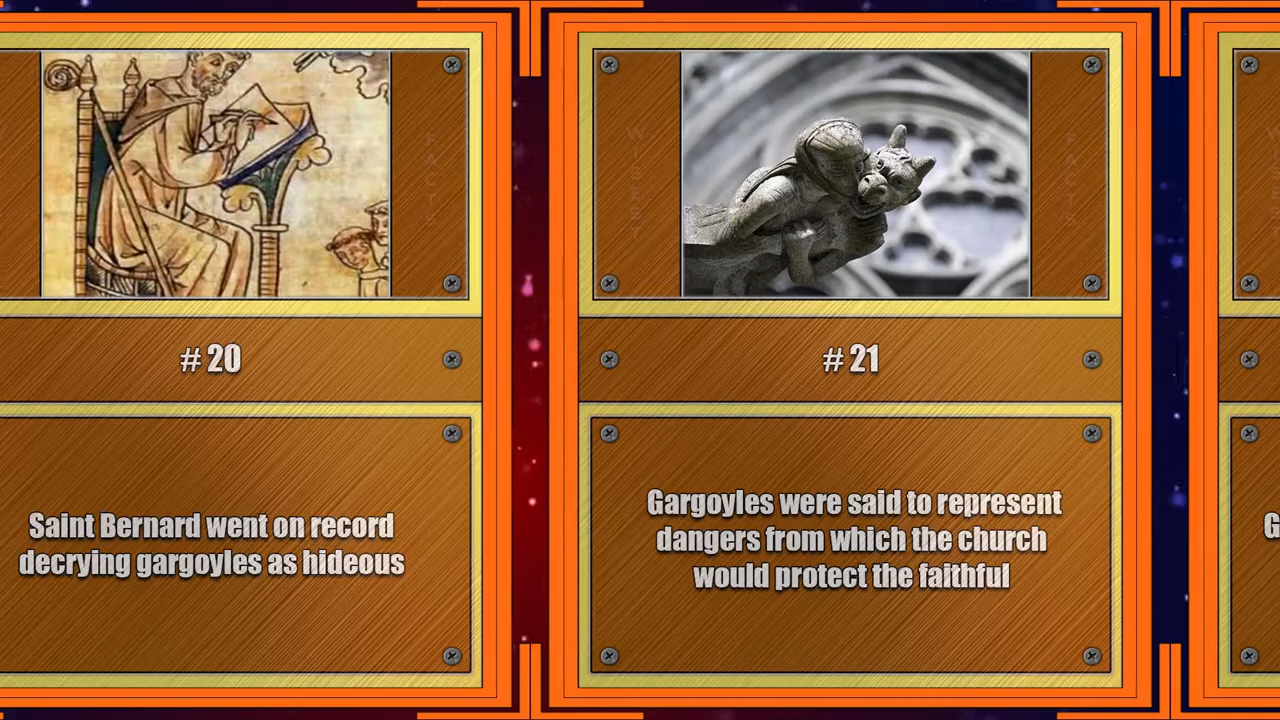 # 20
Saint Bernard went on record
decrying gargoyles as hideous
# 21
Gargoyles were said to represent
dangers from which the church
would protect the faithful
G